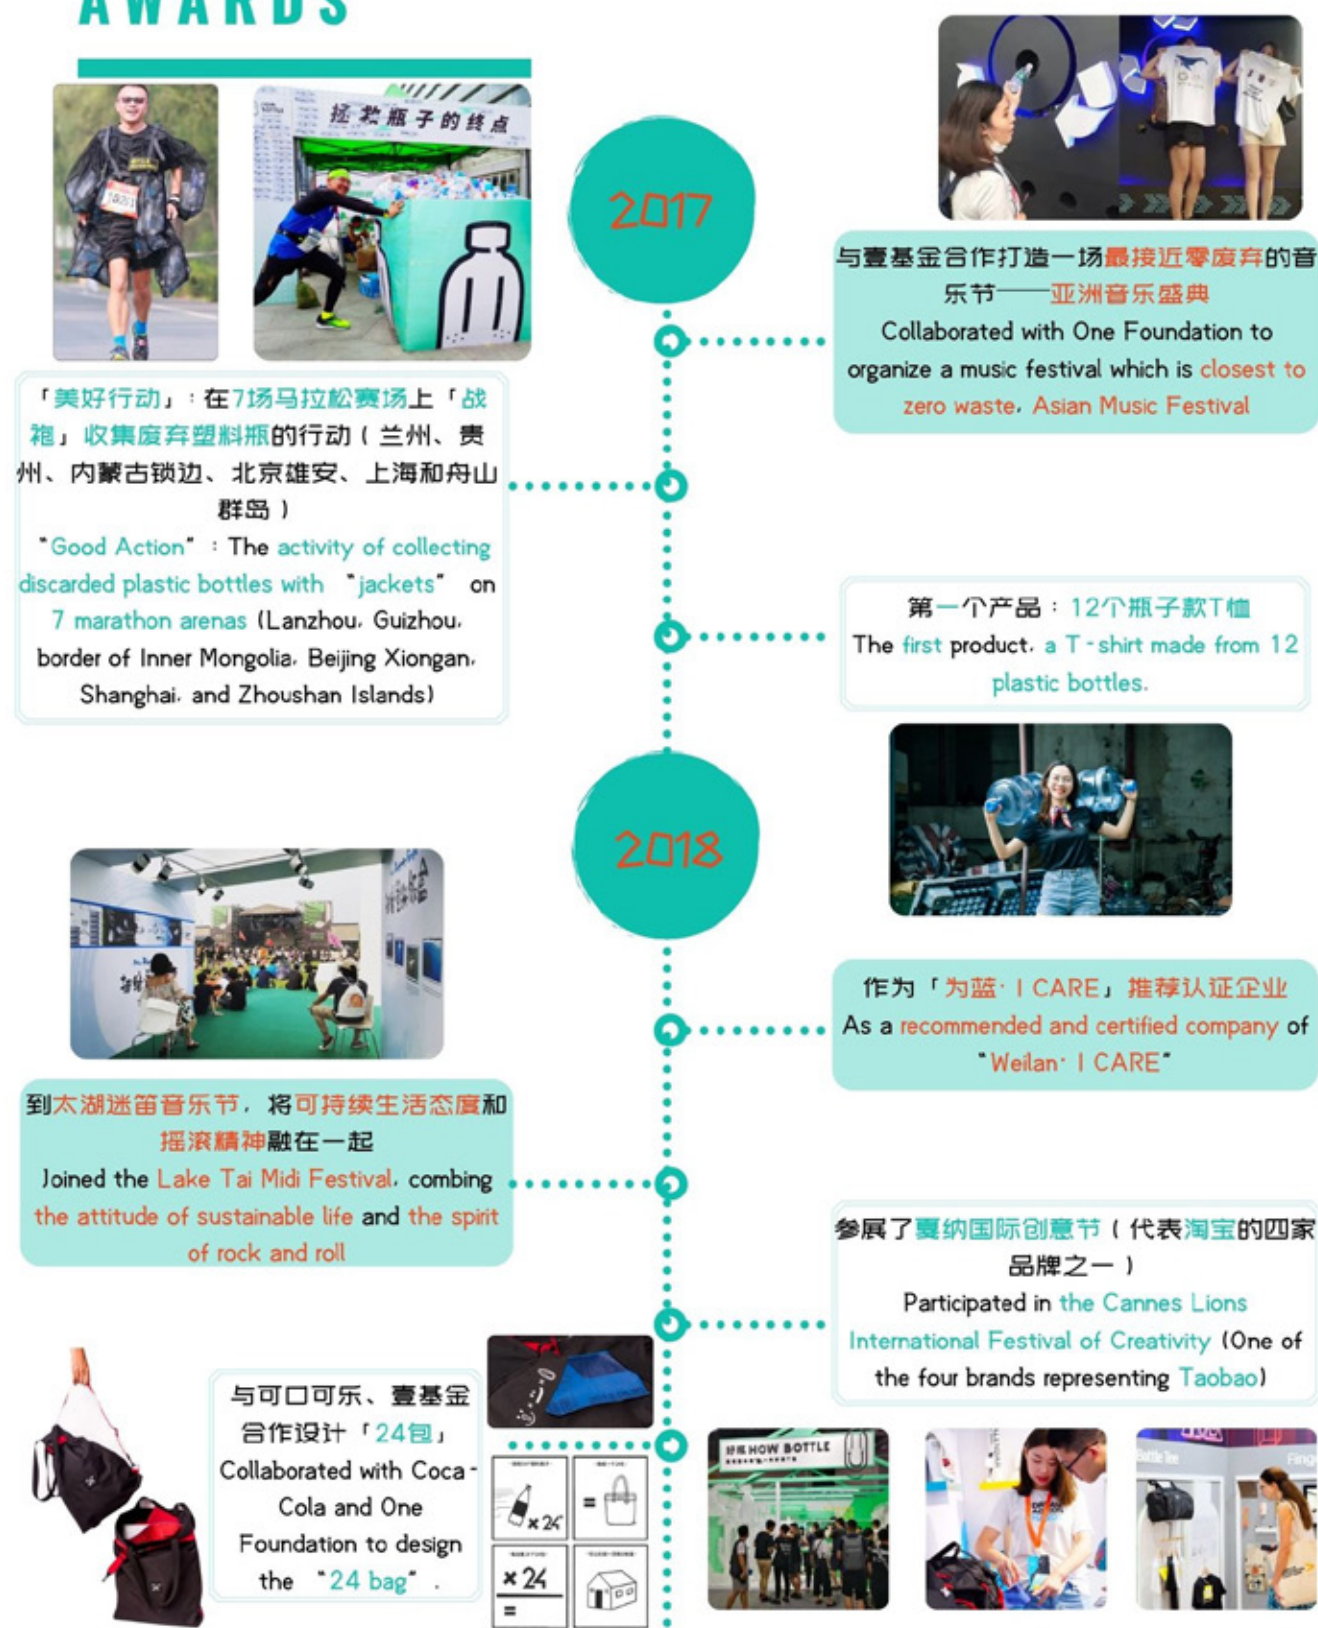 AWARDS
拯救瓶子的终点
2017
与壹基金合作打造一场最接近零废弃的音
乐节——亚洲音乐盛典
Collaborated with One Foundation to
organize a music festival which is closest to
zero waste, Asian Music Festival
「美好行动」：在7场马拉松赛场上「战
袍」收集废弃塑料瓶的行动（兰州、贵
州、内蒙古锁边、北京雄安、上海和舟山
群岛）
"Good Action" : The activity of collecting
discarded plastic bottles with "jackets" on
7 marathon arenas (Lanzhou, Guizhou,
border of Inner Mongolia, Beijing Xiongan,
Shanghai, and Zhoushan Islands)
第一个产品：12个瓶子款T恤
The first product, a T-shirt made from 12
plastic bottles.
2018
作为「为蓝·I CARE」推荐认证企业
As a recommended and certified company of
"Weilan· I CARE"
到太湖迷笛音乐节，将可持续生活态度和
摇滚精神融在一起
Joined the Lake Tai Midi Festival, combing
the attitude of sustainable life and the spirit
of rock and roll
参展了戛纳国际创意节（代表淘宝的四家
品牌之一）
Participated in the Cannes Lions
International Festival of Creativity (One of
the four brands representing Taobao)
与可口可乐、壹基金
合作设计「24包」
Collaborated with Coca-
Cola and One
Foundation to design
the "24 bag" .
× 24
=
× 24
=
好瓶 HOW BOTTLE
Bottle Tee